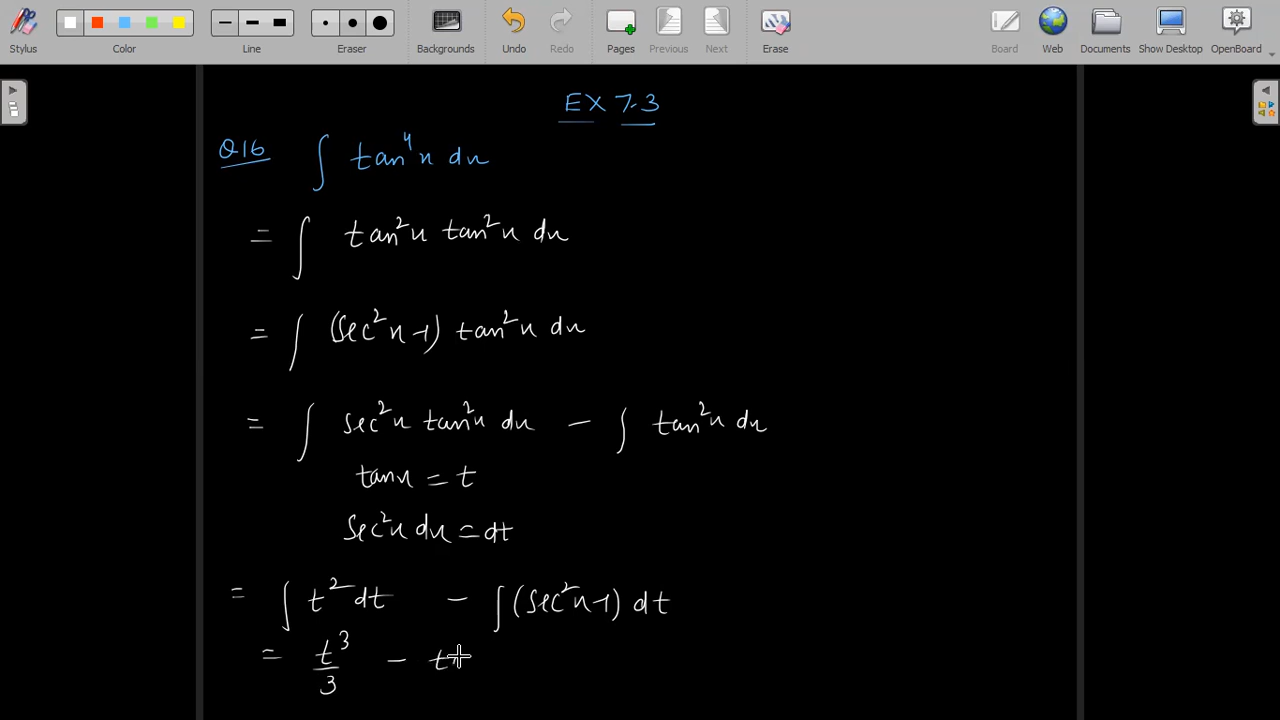 Stylus Color Line Eraser Backgrounds Undo Redo Pages Previous Next Erase Board Web Documents Show Desktop OpenBoard
EX 7.3
Q16 ∫ tan⁴x dx
= ∫ tan²x tan²x dx
= ∫ (sec²x-1) tan²x dx
= ∫ sec²x tan²x dx - ∫ tan²x dx
tanx = t
sec²x dx = dt
= ∫ t² dt - ∫ (sec²x-1) dt
= t³/3 -